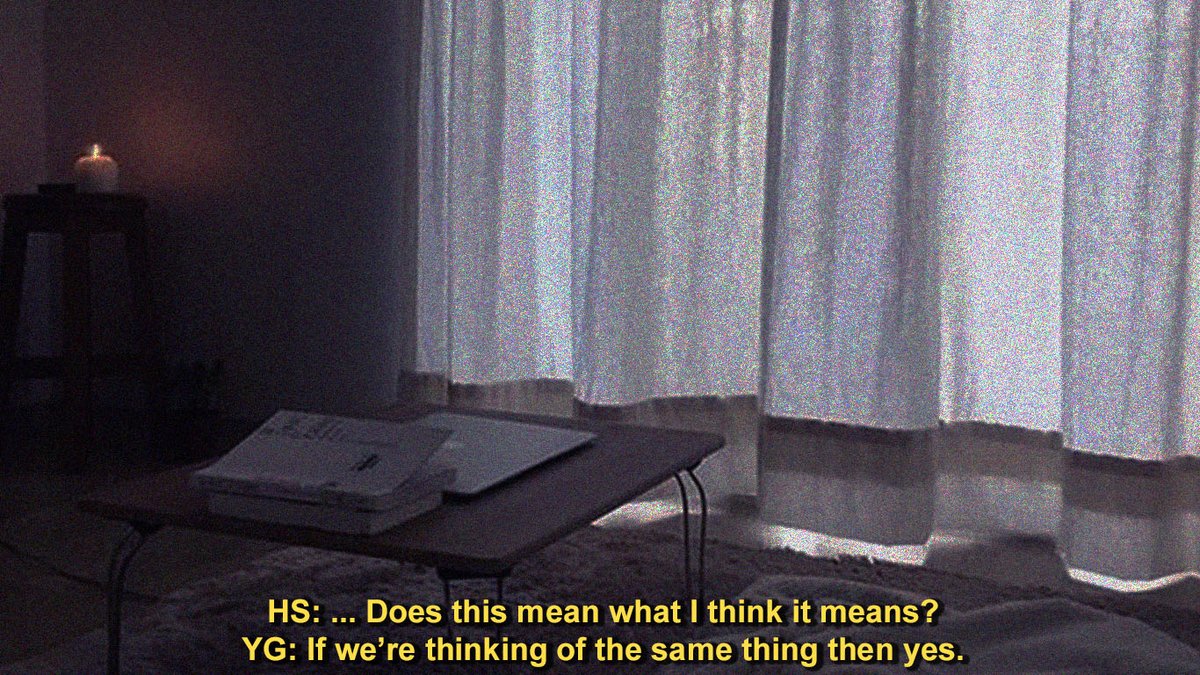 HS: ... Does this mean what I think it means?
YG: If we’re thinking of the same thing then yes.